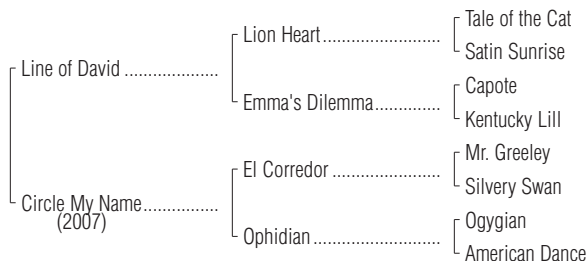 Tale of the Cat
Lion Heart......................................
Satin Sunrise
Line of David ...................
Capote
Emma's Dilemma.............
Kentucky Lill
Mr. Greeley
El Corredor .....................
Silvery Swan
Circle My Name...............
(2007)
Ogygian
Ophidian .........................
American Dance